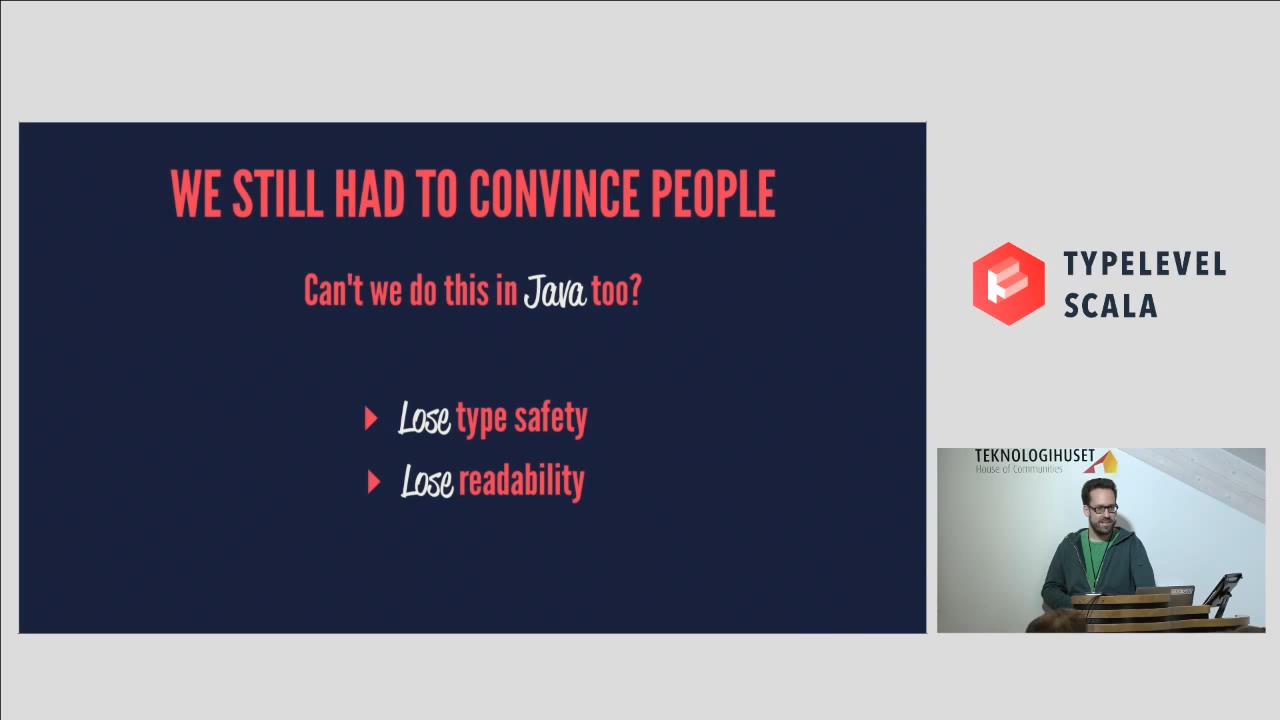 WE STILL HAD TO CONVINCE PEOPLE
Can't we do this in Java too?
Lose type safety
Lose readability
TYPELEVEL
SCALA
TEKNOLOGIHUSET
House of Communities